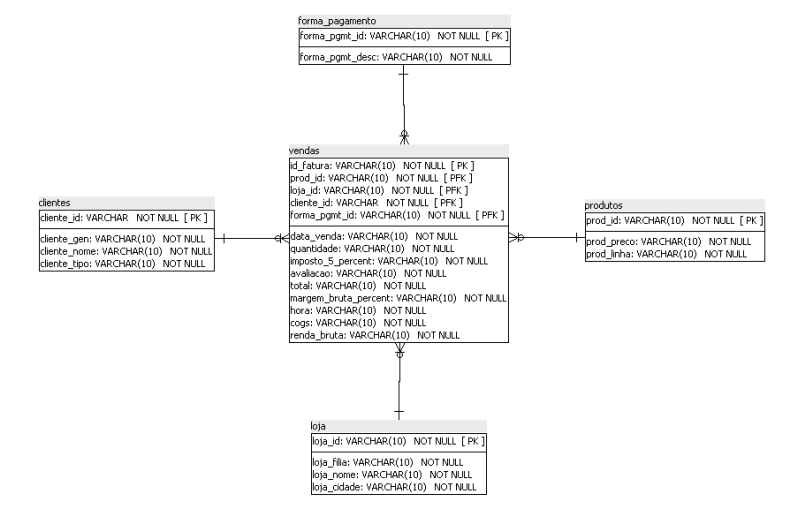 forma_pagamento
forma_pgmt_id: VARCHAR(10) NOT NULL [ PK ]
forma_pgmt_desc: VARCHAR(10) NOT NULL
vendas
id_fatura: VARCHAR(10) NOT NULL [ PK ]
prod_id: VARCHAR(10) NOT NULL [ PFK ]
loja_id: VARCHAR(10) NOT NULL [ PFK ]
cliente_id: VARCHAR NOT NULL [ PFK ]
forma_pgmt_id: VARCHAR(10) NOT NULL [ PFK ]
data_venda: VARCHAR(10) NOT NULL
quantidade: VARCHAR(10) NOT NULL
imposto_5_percent: VARCHAR(10) NOT NULL
avaliacao: VARCHAR(10) NOT NULL
total: VARCHAR(10) NOT NULL
margem_bruta_percent: VARCHAR(10) NOT NULL
hora: VARCHAR(10) NOT NULL
cogs: VARCHAR(10) NOT NULL
renda_bruta: VARCHAR(10) NOT NULL
clientes
cliente_id: VARCHAR NOT NULL [ PK ]
cliente_gen: VARCHAR(10) NOT NULL
cliente_nome: VARCHAR(10) NOT NULL
cliente_tipo: VARCHAR(10) NOT NULL
produtos
prod_id: VARCHAR(10) NOT NULL [ PK ]
prod_preco: VARCHAR(10) NOT NULL
prod_linha: VARCHAR(10) NOT NULL
loja
loja_id: VARCHAR(10) NOT NULL [ PK ]
loja_filia: VARCHAR(10) NOT NULL
loja_nome: VARCHAR(10) NOT NULL
loja_cidade: VARCHAR(10) NOT NULL